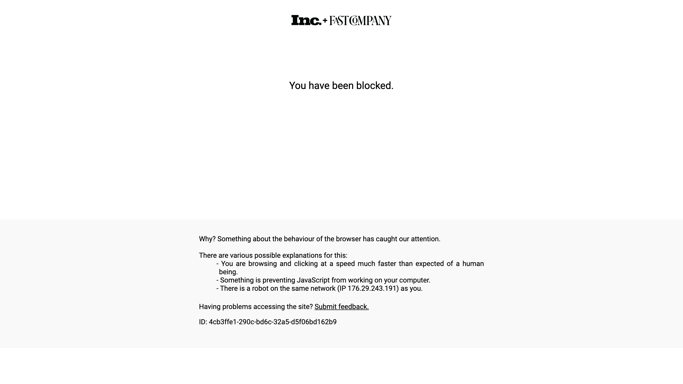 Inc.+FAST COMPANY
You have been blocked.
Why? Something about the behaviour of the browser has caught our attention.
There are various possible explanations for this:
- You are browsing and clicking at a speed much faster than expected of a human
being.
- Something is preventing JavaScript from working on your computer.
- There is a robot on the same network (IP 176.29.243.191) as you.
Having problems accessing the site? Submit feedback.
ID: 4cb3ffe1-290c-bd6c-32a5-d5f06bd162b9